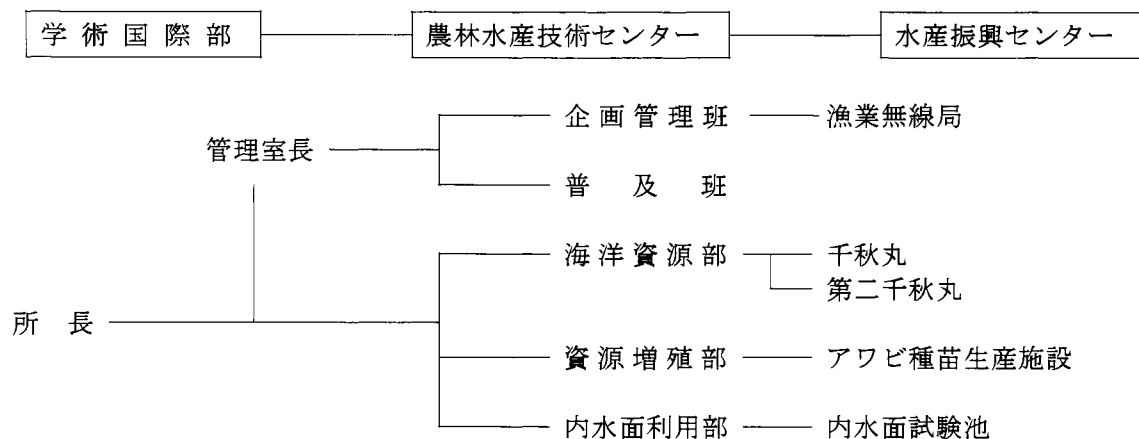 学術国際部 農林水産技術センター 水産振興センター
企画管理班 漁業無線局
管理室長
普及班
海洋資源部 千秋丸
第二千秋丸
所長
資源増殖部 アワビ種苗生産施設
内水面利用部 内水面試験池